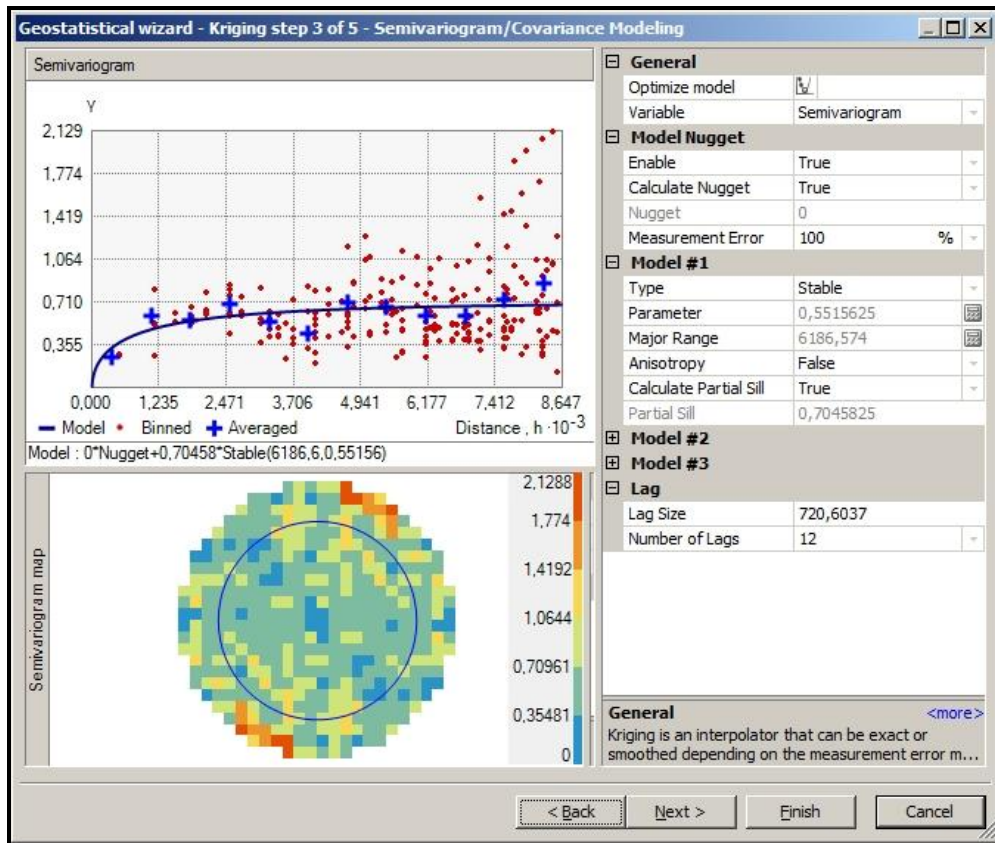 Geostatistical wizard - Kriging step 3 of 5 - Semivariogram/Covariance Modeling
Semivariogram
Y
2,129
1,774
1,419
1,064
0,710
0,355
0,000 1,235 2,471 3,706 4,941 6,177 7,412 8,647
Model Binned Averaged Distance , h ·10⁻³
Model : 0*Nugget+0,70458*Stable(6186,6,0,55156)
Semivariogram map
2,1288
1,774
1,4192
1,0644
0,70961
0,35481
0
General
Optimize model
Variable Semivariogram
Model Nugget
Enable True
Calculate Nugget True
Nugget 0
Measurement Error 100 %
Model #1
Type Stable
Parameter 0,5515625
Major Range 6186,574
Anisotropy False
Calculate Partial Sill True
Partial Sill 0,7045825
Model #2
Model #3
Lag
Lag Size 720,6037
Number of Lags 12
General <more>
Kriging is an interpolator that can be exact or
smoothed depending on the measurement error m...
< Back Next > Finish Cancel